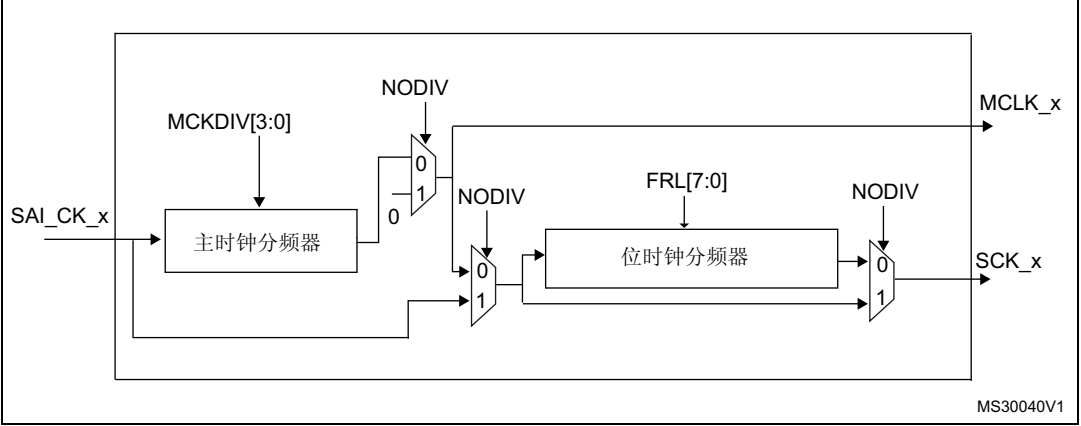 NODIV
MCLK_x
MCKDIV[3:0]
0
1
0
NODIV
FRL[7:0]
NODIV
SAI_CK_x
主时钟分频器
位时钟分频器
0
1
0
1
SCK_x
MS30040V1